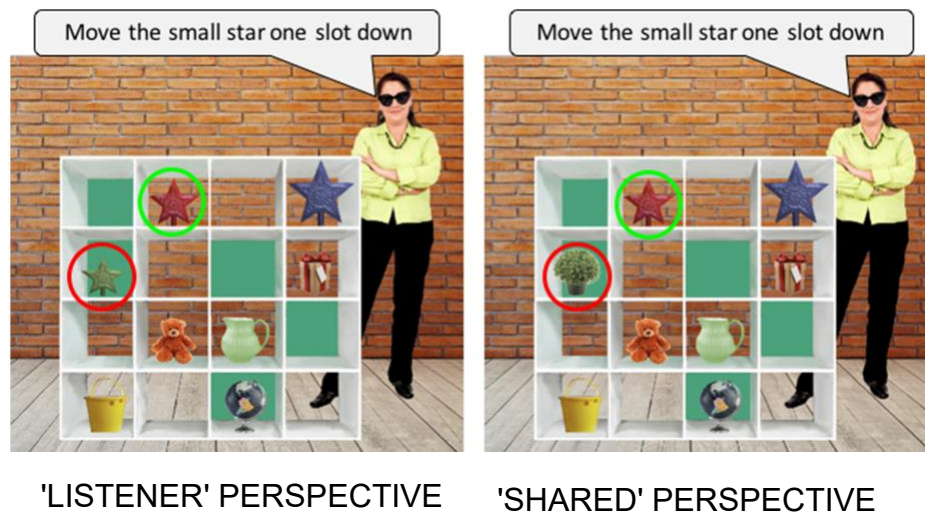 Move the small star one slot down
Move the small star one slot down
'LISTENER' PERSPECTIVE
'SHARED' PERSPECTIVE